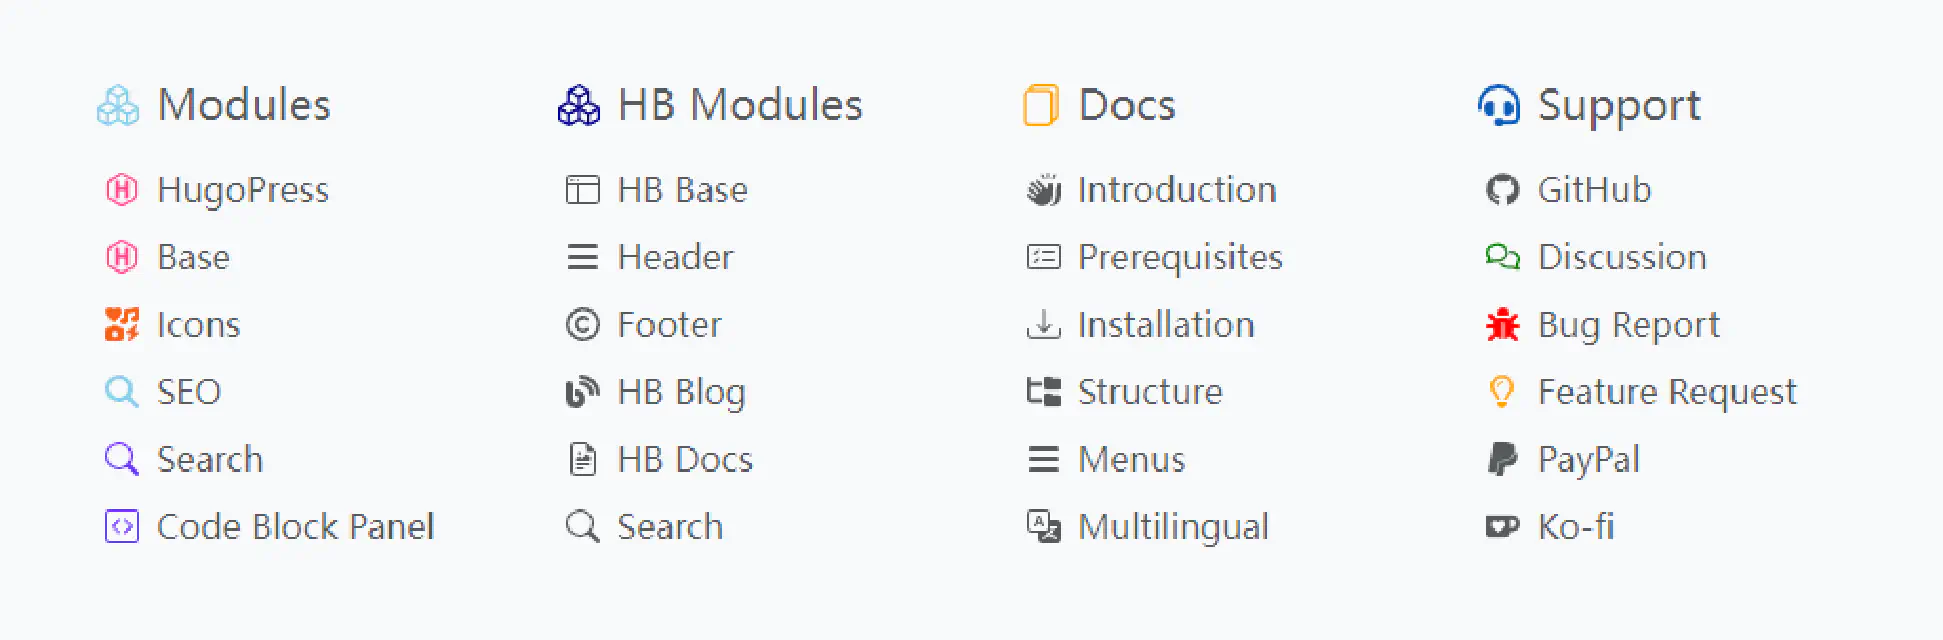 Modules
HugoPress
Base
Icons
SEO
Search
Code Block Panel
HB Modules
HB Base
Header
Footer
HB Blog
HB Docs
Search
Docs
Introduction
Prerequisites
Installation
Structure
Menus
Multilingual
Support
GitHub
Discussion
Bug Report
Feature Request
PayPal
Ko-fi